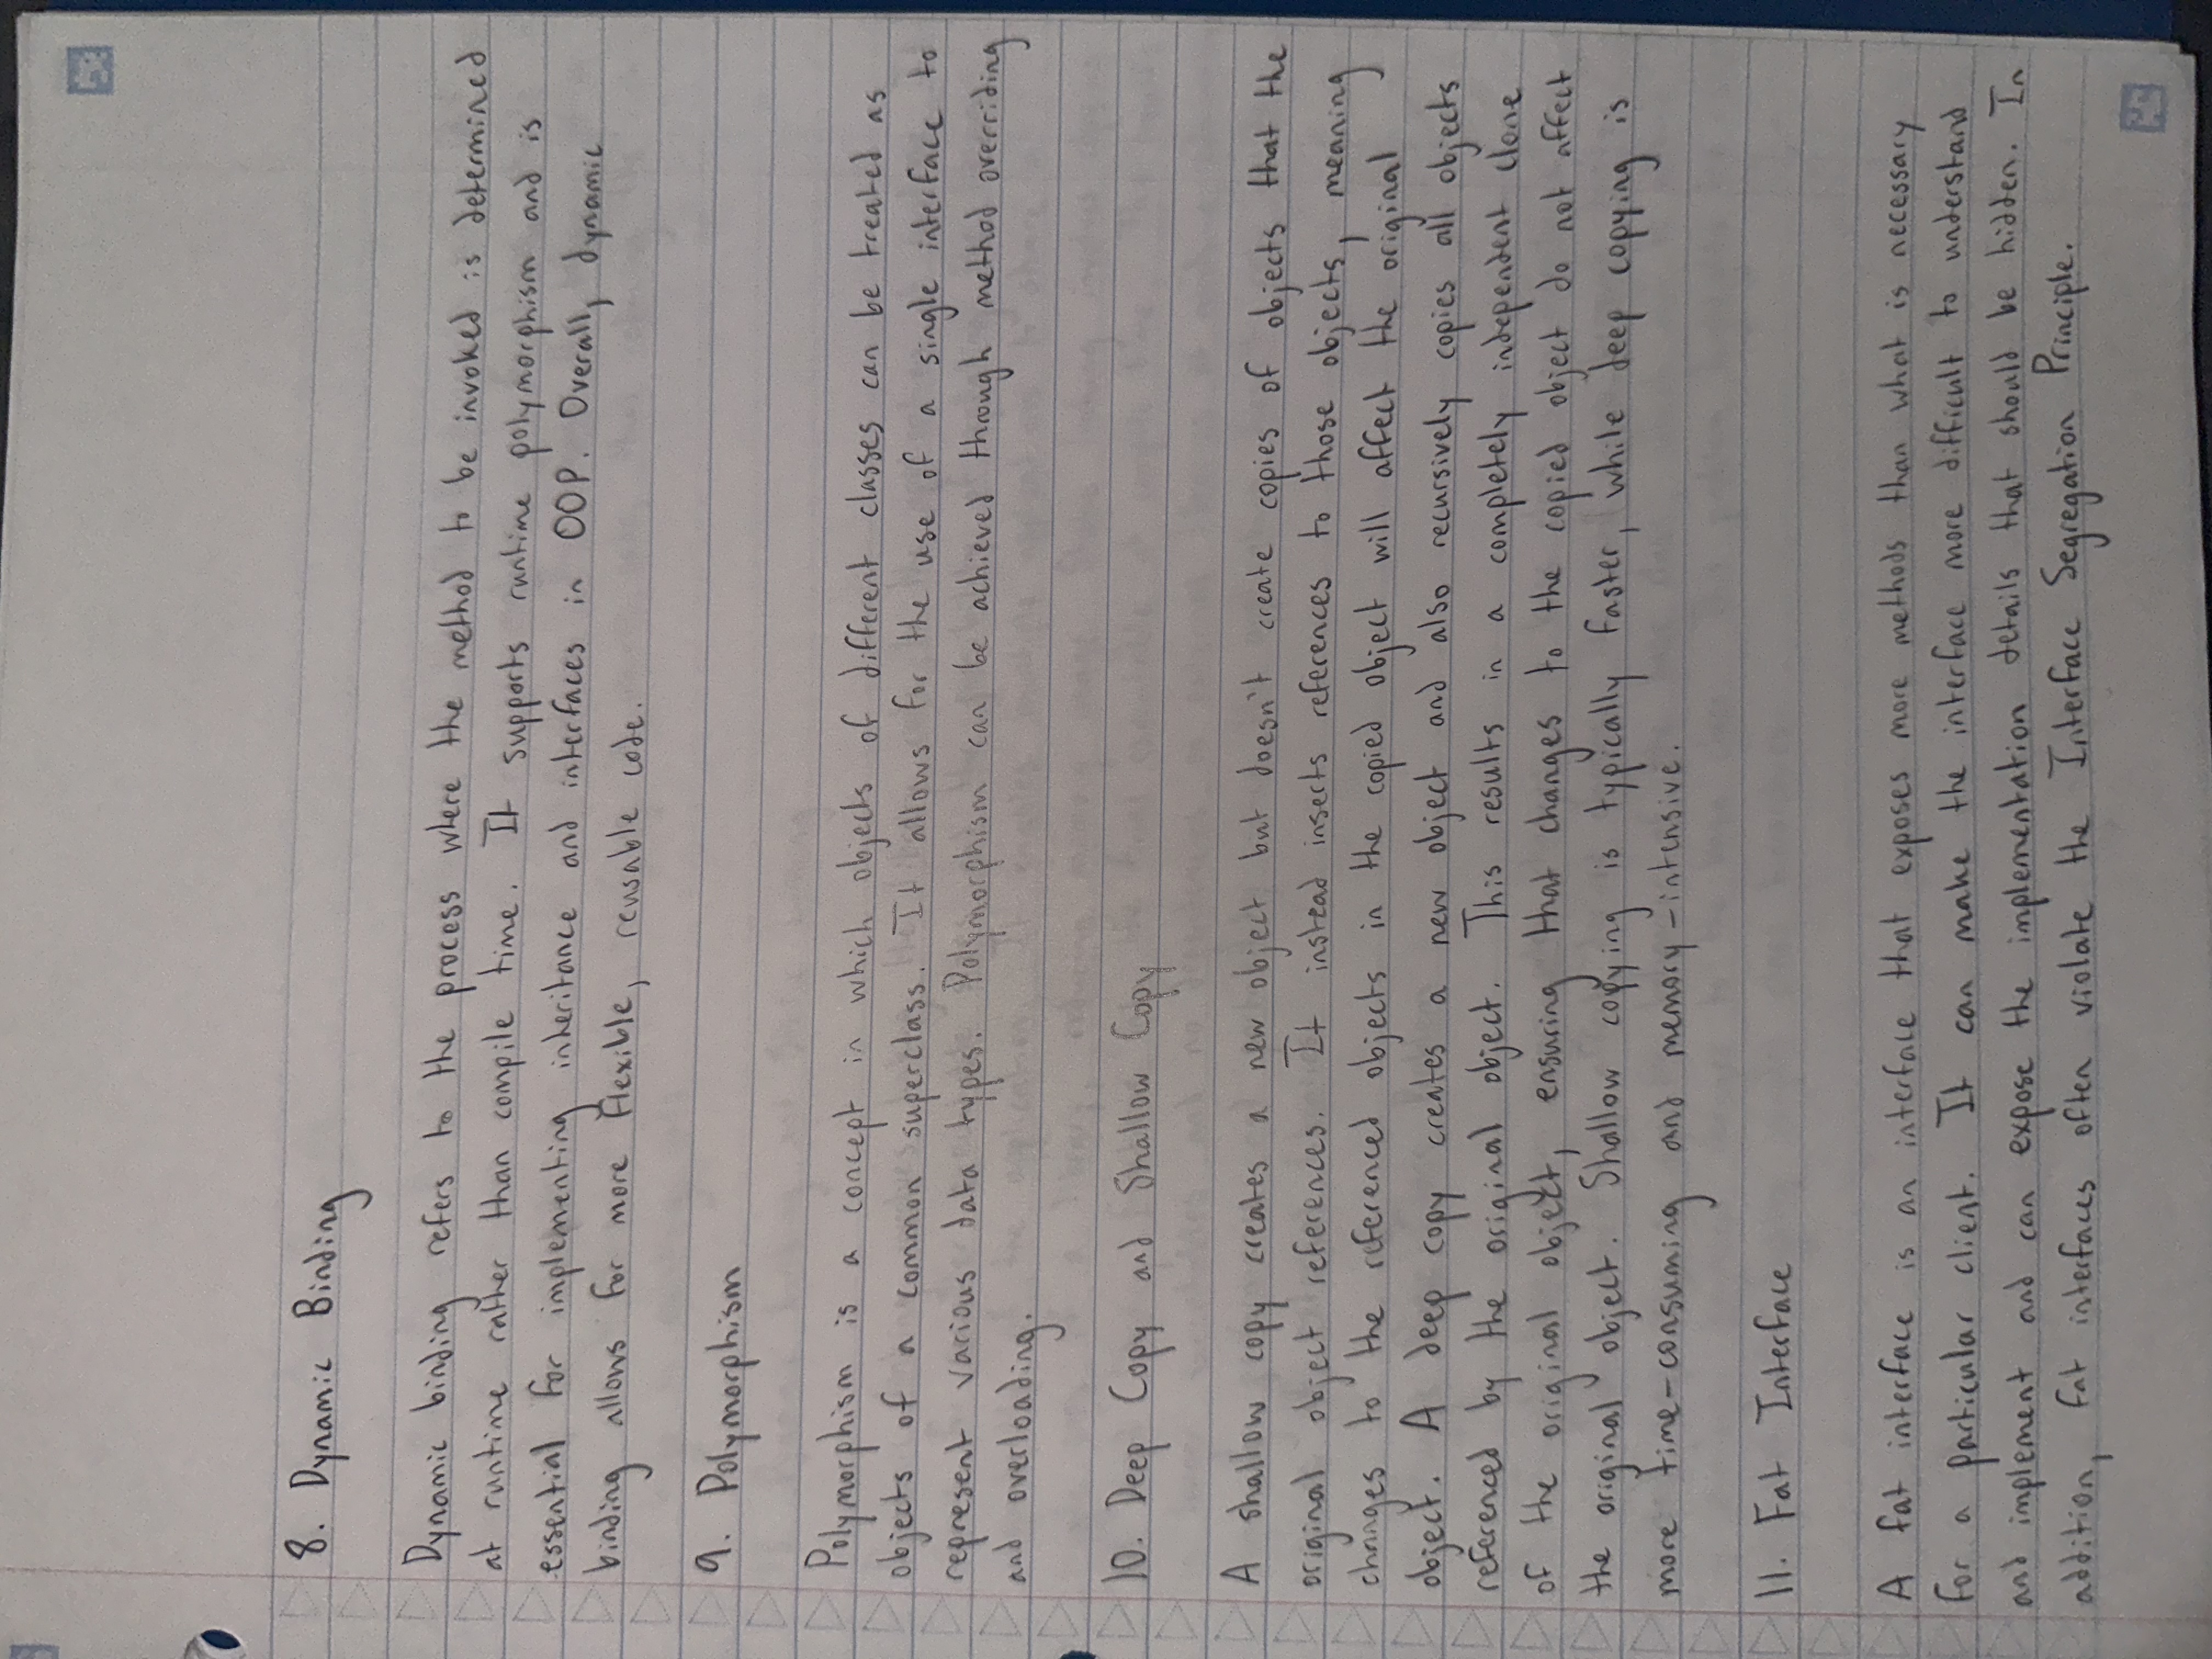 8. Dynamic Binding
Dynamic binding refers to the process where the method to be invoked is determined
at runtime rather than compile time. It supports runtime polymorphism and is
essential for implementing inheritance and interfaces in OOP. Overall, dynamic
binding allows for more flexible, reusable code.
9. Polymorphism
Polymorphism is a concept in which objects of different classes can be treated as
objects of a common superclass. It allows for the use of a single interface to
represent various data types. Polymorphism can be achieved through method overriding
and overloading.
10. Deep Copy and Shallow Copy
A shallow copy creates a new object but doesn't create copies of objects that the
original object references. It instead inserts references to those objects, meaning
changes to the referenced objects in the copied object will affect the original
object. A deep copy creates a new object and also recursively copies all objects
referenced by the original object. This results in a completely independent clone
of the original object, ensuring that changes to the copied object do not affect
the original object. Shallow copying is typically faster, while deep copying is
more time-consuming and memory-intensive.
11. Fat Interface
A fat interface is an interface that exposes more methods than what is necessary
for a particular client. It can make the interface more difficult to understand
and implement and can expose the implementation details that should be hidden. In
addition, fat interfaces often violate the Interface Segregation Principle.